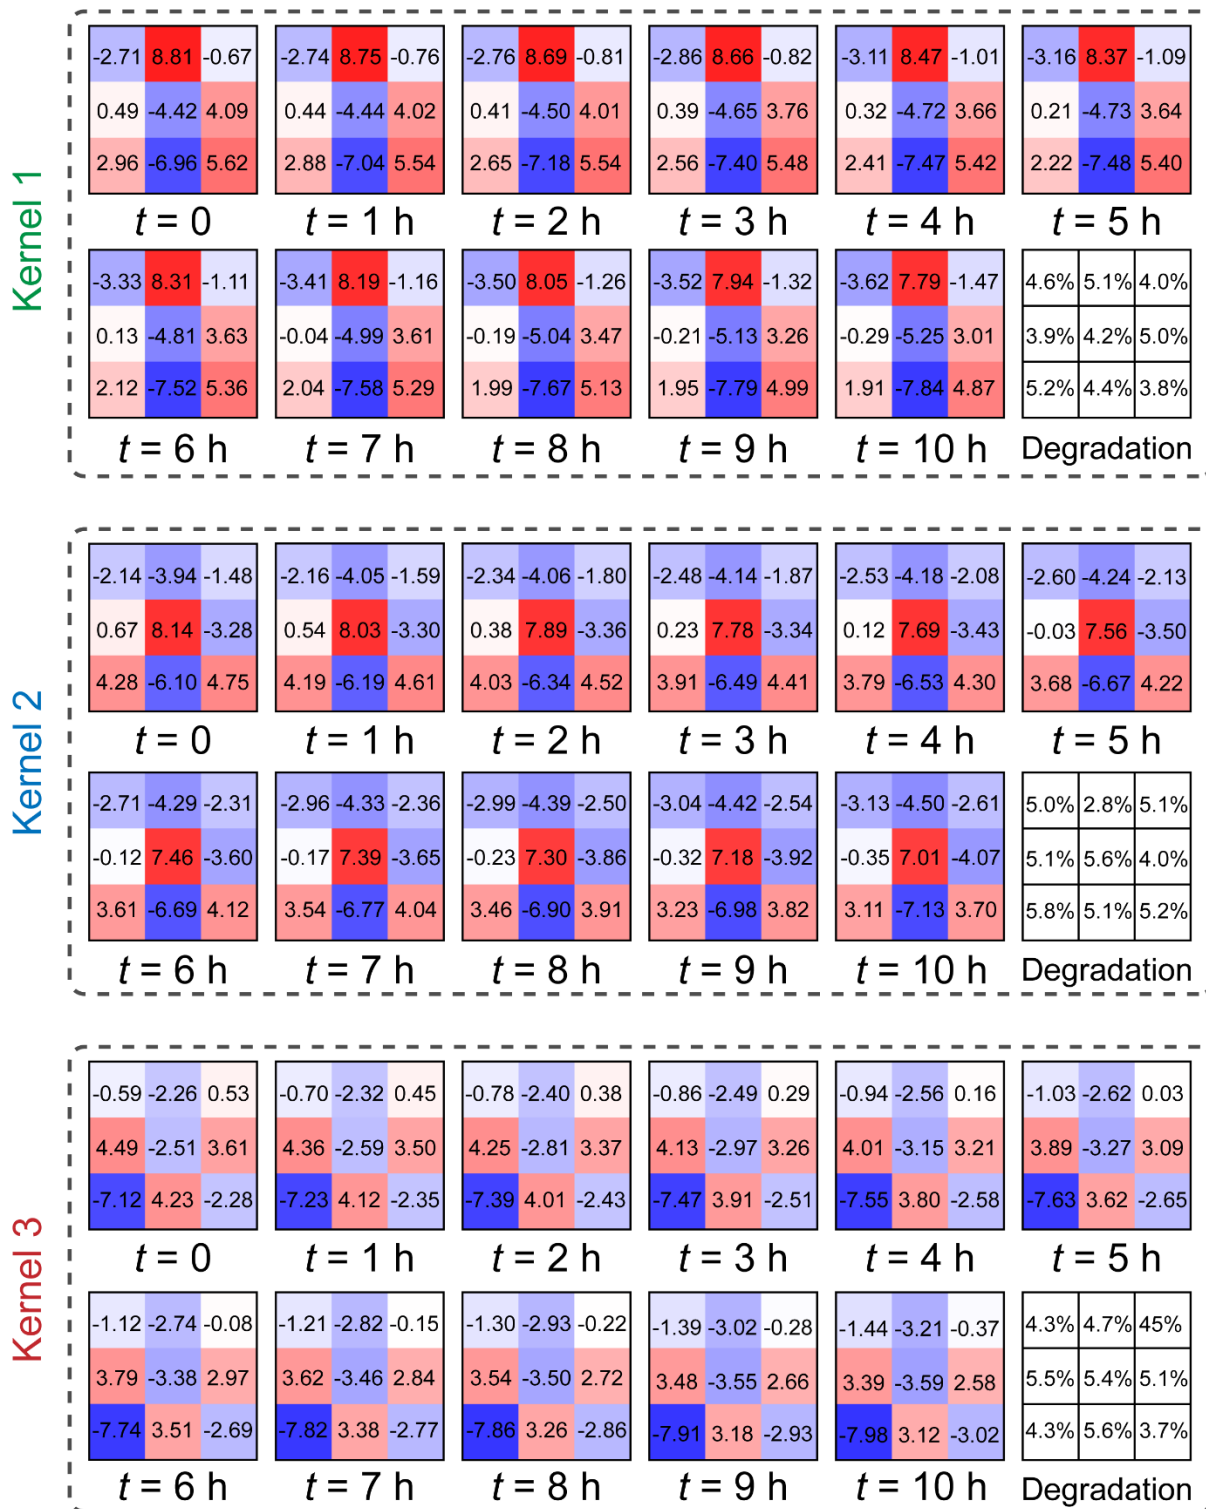 Kernel 1
-2.71 8.81 -0.67 -2.74 8.75 -0.76 -2.76 8.69 -0.81 -2.86 8.66 -0.82 -3.11 8.47 -1.01 -3.16 8.37 -1.09
0.49 -4.42 4.09 0.44 -4.44 4.02 0.41 -4.50 4.01 0.39 -4.65 3.76 0.32 -4.72 3.66 0.21 -4.73 3.64
2.96 -6.96 5.62 2.88 -7.04 5.54 2.65 -7.18 5.54 2.56 -7.40 5.48 2.41 -7.47 5.42 2.22 -7.48 5.40
t = 0 t = 1 h t = 2 h t = 3 h t = 4 h t = 5 h
-3.33 8.31 -1.11 -3.41 8.19 -1.16 -3.50 8.05 -1.26 -3.52 7.94 -1.32 -3.62 7.79 -1.47 4.6% 5.1% 4.0%
0.13 -4.81 3.63 -0.04 -4.99 3.61 -0.19 -5.04 3.47 -0.21 -5.13 3.26 -0.29 -5.25 3.01 3.9% 4.2% 5.0%
2.12 -7.52 5.36 2.04 -7.58 5.29 1.99 -7.67 5.13 1.95 -7.79 4.99 1.91 -7.84 4.87 5.2% 4.4% 3.8%
t = 6 h t = 7 h t = 8 h t = 9 h t = 10 h Degradation
Kernel 2
-2.14 -3.94 -1.48 -2.16 -4.05 -1.59 -2.34 -4.06 -1.80 -2.48 -4.14 -1.87 -2.53 -4.18 -2.08 -2.60 -4.24 -2.13
0.67 8.14 -3.28 0.54 8.03 -3.30 0.38 7.89 -3.36 0.23 7.78 -3.34 0.12 7.69 -3.43 -0.03 7.56 -3.50
4.28 -6.10 4.75 4.19 -6.19 4.61 4.03 -6.34 4.52 3.91 -6.49 4.41 3.79 -6.53 4.30 3.68 -6.67 4.22
t = 0 t = 1 h t = 2 h t = 3 h t = 4 h t = 5 h
-2.71 -4.29 -2.31 -2.96 -4.33 -2.36 -2.99 -4.39 -2.50 -3.04 -4.42 -2.54 -3.13 -4.50 -2.61 5.0% 2.8% 5.1%
-0.12 7.46 -3.60 -0.17 7.39 -3.65 -0.23 7.30 -3.86 -0.32 7.18 -3.92 -0.35 7.01 -4.07 5.1% 5.6% 4.0%
3.61 -6.69 4.12 3.54 -6.77 4.04 3.46 -6.90 3.91 3.23 -6.98 3.82 3.11 -7.13 3.70 5.8% 5.1% 5.2%
t = 6 h t = 7 h t = 8 h t = 9 h t = 10 h Degradation
Kernel 3
-0.59 -2.26 0.53 -0.70 -2.32 0.45 -0.78 -2.40 0.38 -0.86 -2.49 0.29 -0.94 -2.56 0.16 -1.03 -2.62 0.03
4.49 -2.51 3.61 4.36 -2.59 3.50 4.25 -2.81 3.37 4.13 -2.97 3.26 4.01 -3.15 3.21 3.89 -3.27 3.09
-7.12 4.23 -2.28 -7.23 4.12 -2.35 -7.39 4.01 -2.43 -7.47 3.91 -2.51 -7.55 3.80 -2.58 -7.63 3.62 -2.65
t = 0 t = 1 h t = 2 h t = 3 h t = 4 h t = 5 h
-1.12 -2.74 -0.08 -1.21 -2.82 -0.15 -1.30 -2.93 -0.22 -1.39 -3.02 -0.28 -1.44 -3.21 -0.37 4.3% 4.7% 45%
3.79 -3.38 2.97 3.62 -3.46 2.84 3.54 -3.50 2.72 3.48 -3.55 2.66 3.39 -3.59 2.58 5.5% 5.4% 5.1%
-7.74 3.51 -2.69 -7.82 3.38 -2.77 -7.86 3.26 -2.86 -7.91 3.18 -2.93 -7.98 3.12 -3.02 4.3% 5.6% 3.7%
t = 6 h t = 7 h t = 8 h t = 9 h t = 10 h Degradation